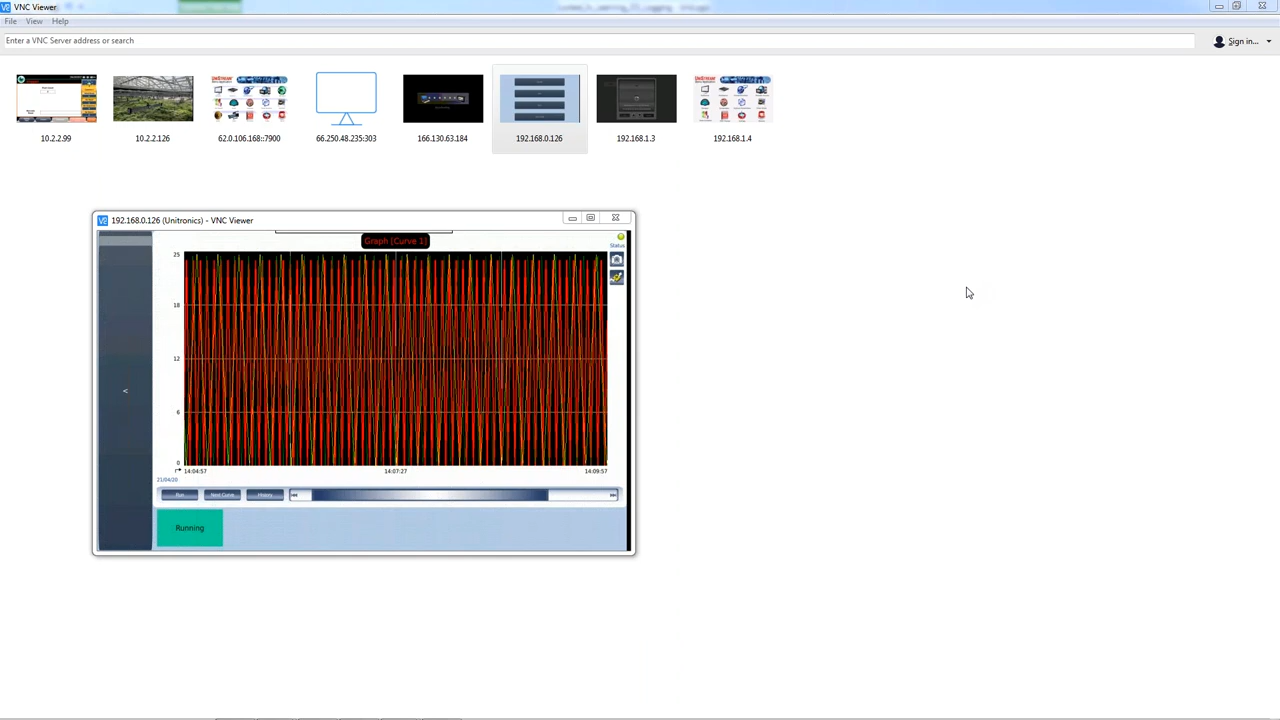 VNC Viewer
File View Help
Enter a VNC Server address or search
Sign in...
10.2.2.99 10.2.2.126 62.0.106.168::7900 66.250.48.235:303 166.130.63.184 192.168.0.126 192.168.1.3 192.168.1.4
192.168.0.126 (Unitronics) - VNC Viewer
Graph [Curve 1]
Status
25
18
12
6
0
<
14:04:57 14:07:27 14:09:57
21/04/20
Run Next Curve History
Running